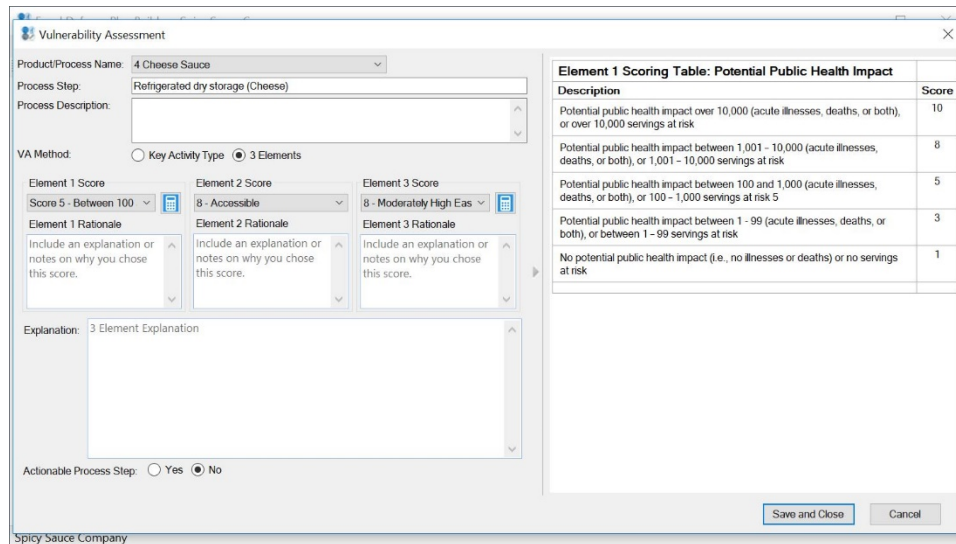 Vulnerability Assessment
Product/Process Name: 4 Cheese Sauce
Process Step: Refrigerated dry storage (Cheese)
Process Description:
VA Method: Key Activity Type 3 Elements
Element 1 Score Element 2 Score Element 3 Score
Score 5 - Between 100 8 - Accessible 8 - Moderately High Eas
Element 1 Rationale Element 2 Rationale Element 3 Rationale
Include an explanation or Include an explanation or Include an explanation or
notes on why you chose notes on why you chose notes on why you chose
this score. this score. this score.
Explanation: 3 Element Explanation
Actionable Process Step: Yes No
Element 1 Scoring Table: Potential Public Health Impact
Description Score
Potential public health impact over 10,000 (acute illnesses, deaths, or both), 10
or over 10,000 servings at risk
Potential public health impact between 1,001 - 10,000 (acute illnesses, 8
deaths, or both), or 1,001 – 10,000 servings at risk
Potential public health impact between 100 and 1,000 (acute illnesses, 5
deaths, or both), or 100 – 1,000 servings at risk 5
Potential public health impact between 1 - 99 (acute illnesses, deaths, or 3
both), or between 1 – 99 servings at risk
No potential public health impact (i.e., no illnesses or deaths) or no servings 1
at risk
Save and Close Cancel
Spicy Sauce Company